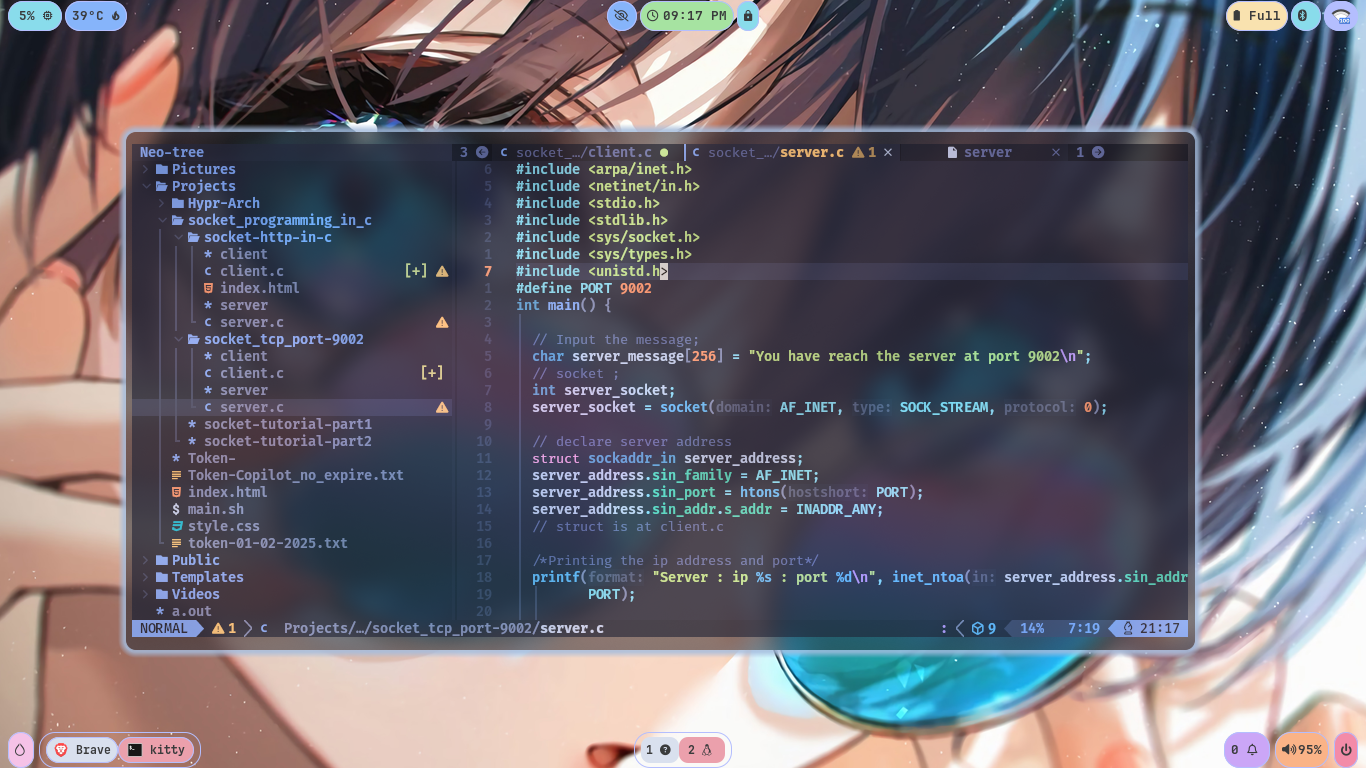 5%
39°C
09:17 PM
Full
Neo-tree
Pictures
Projects
Hypr-Arch
socket_programming_in_c
socket-http-in-c
client
client.c [+]
index.html
server
server.c
socket_tcp_port-9002
client
client.c [+]
server
server.c
socket-tutorial-part1
socket-tutorial-part2
Token-
Token-Copilot_no_expire.txt
index.html
$ main.sh
style.css
token-01-02-2025.txt
Public
Templates
Videos
a.out
3 C socket_…/client.c ● C socket_…/server.c 1 × server × 1
6 #include <arpa/inet.h>
5 #include <netinet/in.h>
4 #include <stdio.h>
3 #include <stdlib.h>
2 #include <sys/socket.h>
1 #include <sys/types.h>
7 #include <unistd.h>
1 #define PORT 9002
2 int main() {
3
4 // Input the message;
5 char server_message[256] = "You have reach the server at port 9002\n";
6 // socket ;
7 int server_socket;
8 server_socket = socket(domain: AF_INET, type: SOCK_STREAM, protocol: 0);
9
10 // declare server address
11 struct sockaddr_in server_address;
12 server_address.sin_family = AF_INET;
13 server_address.sin_port = htons(hostshort: PORT);
14 server_address.sin_addr.s_addr = INADDR_ANY;
15 // struct is at client.c
16
17 /*Printing the ip address and port*/
18 printf(format: "Server : ip %s : port %d\n", inet_ntoa(in: server_address.sin_addr
19 PORT);
20
NORMAL 1 C Projects/…/socket_tcp_port-9002/server.c : 9 14% 7:19 21:17
Brave kitty
1 2
0 95%